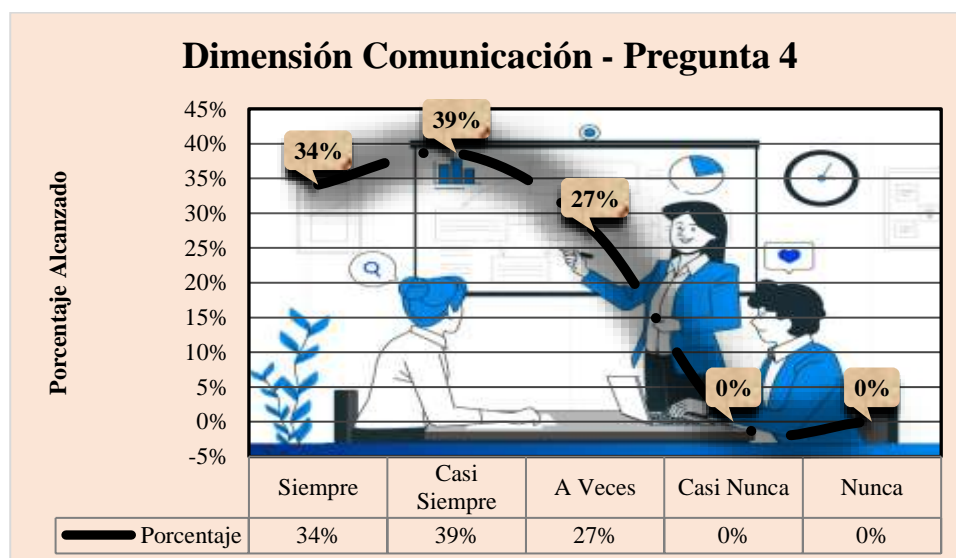 Dimensión Comunicación - Pregunta 4
Porcentaje Alcanzado
45%
40%
35%
30%
25%
20%
15%
10%
5%
0%
-5%
34%
39%
27%
0%
0%
Siempre
Casi
Siempre
A Veces
Casi Nunca
Nunca
Porcentaje
34%
39%
27%
0%
0%